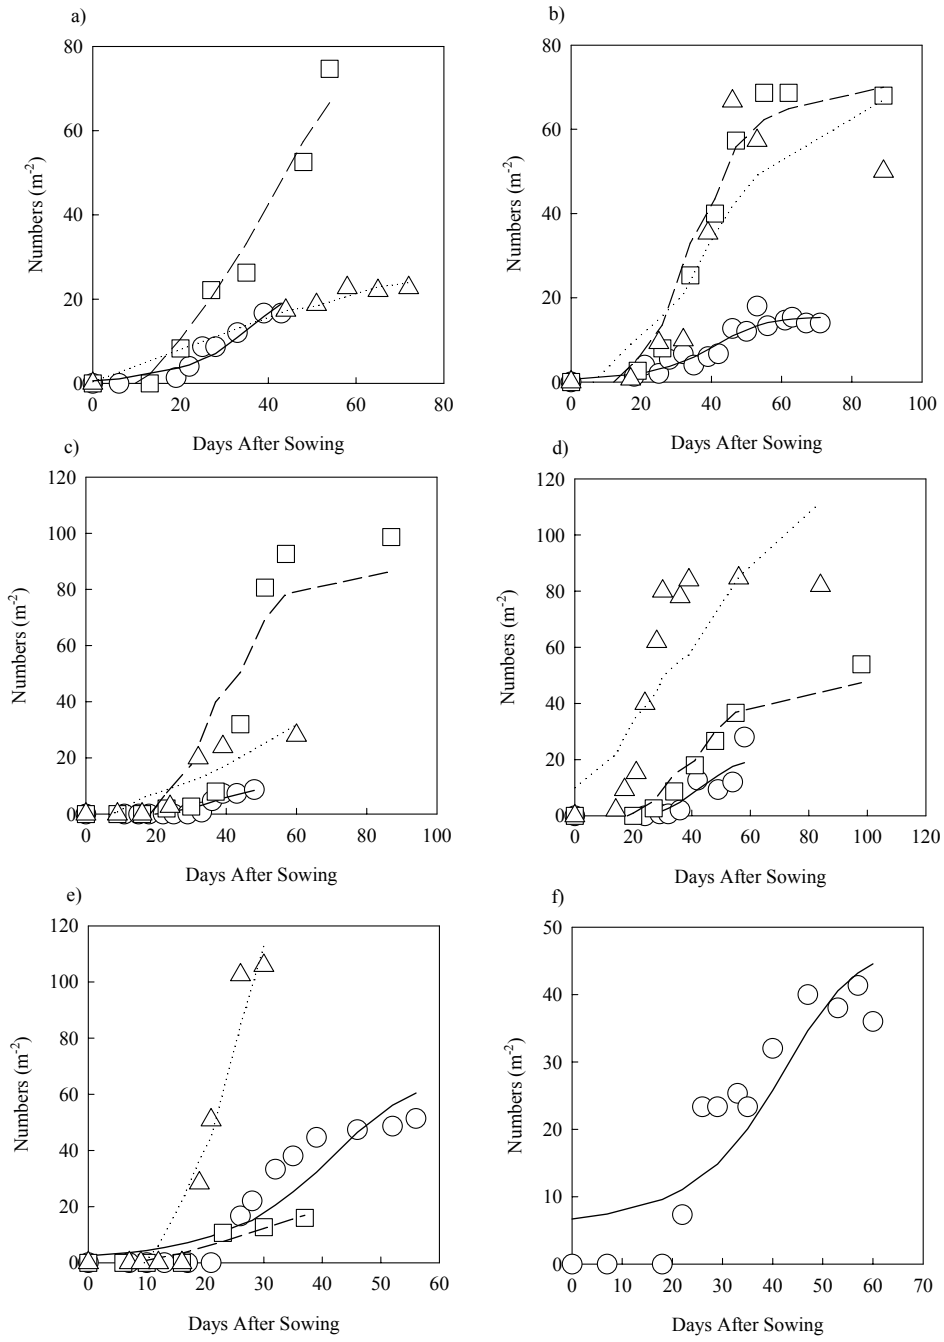 a)
80
60
40
20
0
Numbers (m-2)
0 20 40 60 80
Days After Sowing
b)
80
60
40
20
0
Numbers (m-2)
0 20 40 60 80 100
Days After Sowing
c)
120
100
80
60
40
20
0
Numbers (m-2)
0 20 40 60 80 100
Days After Sowing
d)
120
100
80
60
40
20
0
Numbers (m-2)
0 20 40 60 80 100 120
Days After Sowing
e)
120
100
80
60
40
20
0
Numbers (m-2)
0 10 20 30 40 50 60
Days After Sowing
f)
50
40
30
20
10
0
Numbers (m-2)
0 10 20 30 40 50 60 70
Days After Sowing